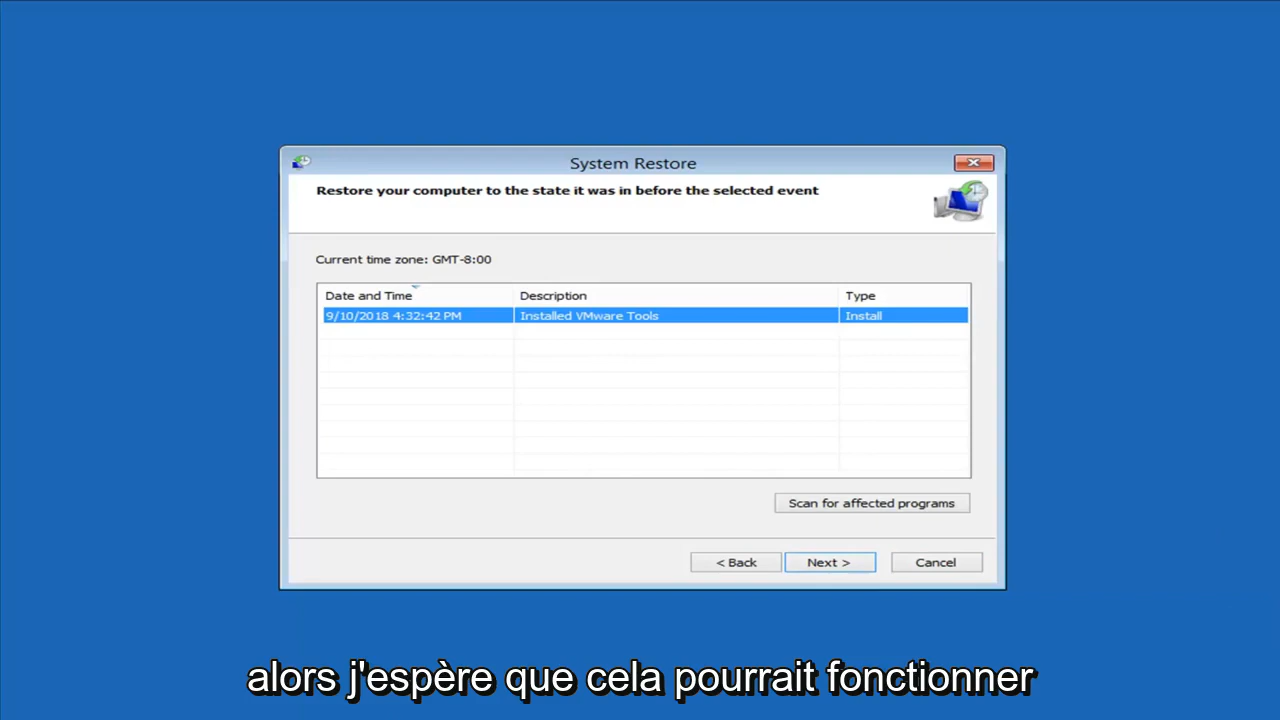 System Restore
Restore your computer to the state it was in before the selected event
Current time zone: GMT-8:00
Date and Time Description Type
9/10/2018 4:32:42 PM Installed VMware Tools Install
Scan for affected programs
< Back Next > Cancel
alors j'espère que cela pourrait fonctionner